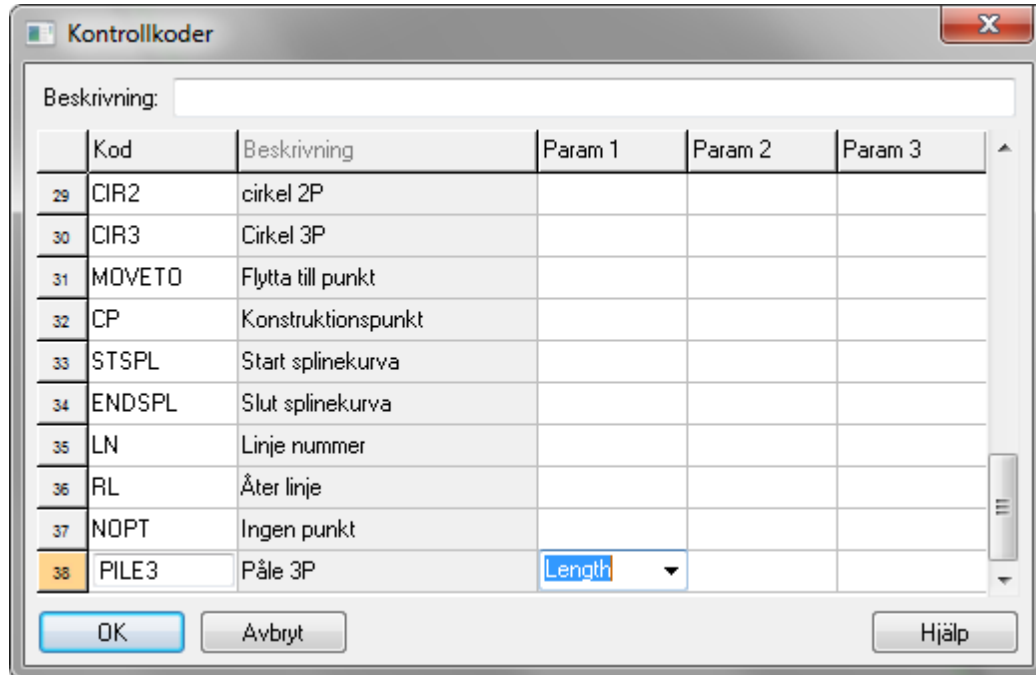 Kontrollkoder
Beskrivning:
Kod Beskrivning Param 1 Param 2 Param 3
29 CIR2 cirkel 2P
30 CIR3 Cirkel 3P
31 MOVETO Flytta till punkt
32 CP Konstruktionspunkt
33 STSPL Start splinekurva
34 ENDSPL Slut splinekurva
35 LN Linje nummer
36 RL Åter linje
37 NOPT Ingen punkt
38 PILE3 Påle 3P Length
OK Avbryt Hjälp